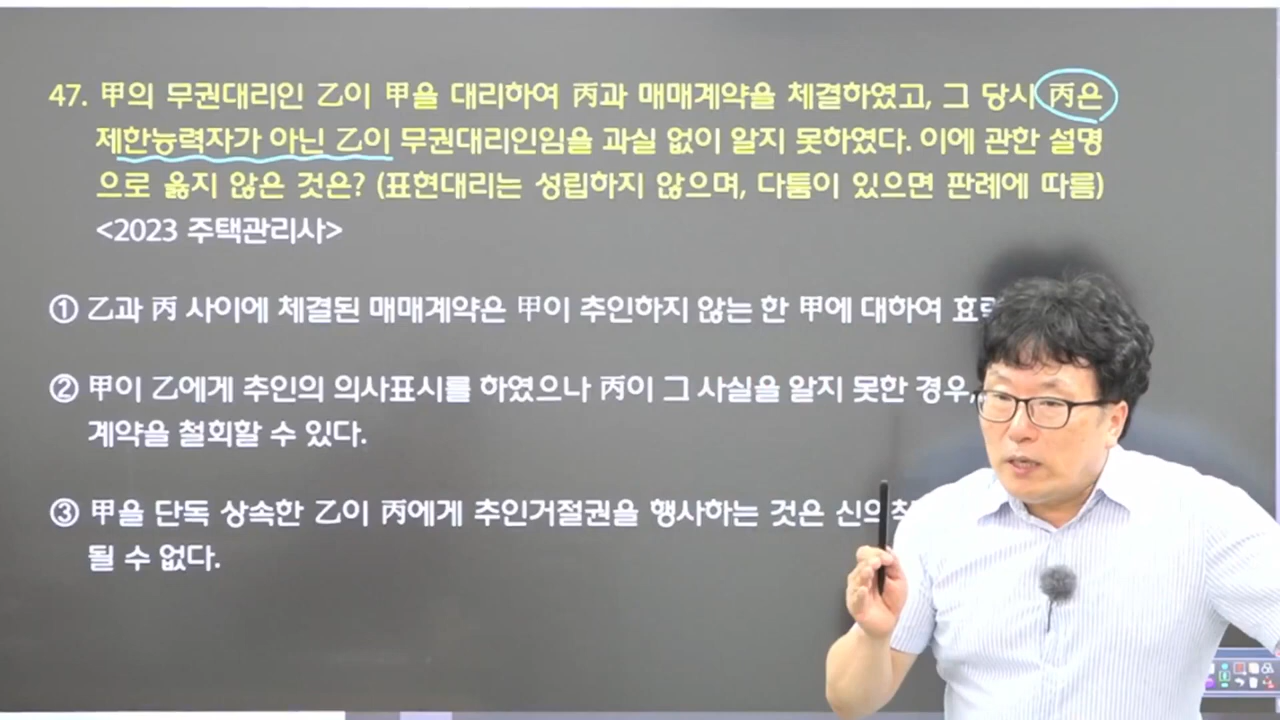 47. 甲의 무권대리인 乙이 甲을 대리하여 丙과 매매계약을 체결하였고, 그 당시 丙은
제한능력자가 아닌 乙이 무권대리인임을 과실 없이 알지 못하였다. 이에 관한 설명
으로 옳지 않은 것은? (표현대리는 성립하지 않으며, 다툼이 있으면 판례에 따름)
<2023 주택관리사>
① 乙과 丙 사이에 체결된 매매계약은 甲이 추인하지 않는 한 甲에 대하여
② 甲이 乙에게 추인의 의사표시를 하였으나 丙이 그 사실을 알지 못한 경우,
계약을 철회할 수 있다.
③ 甲을 단독 상속한 乙이 丙에게 추인거절권을 행사하는 것은
될 수 없다.